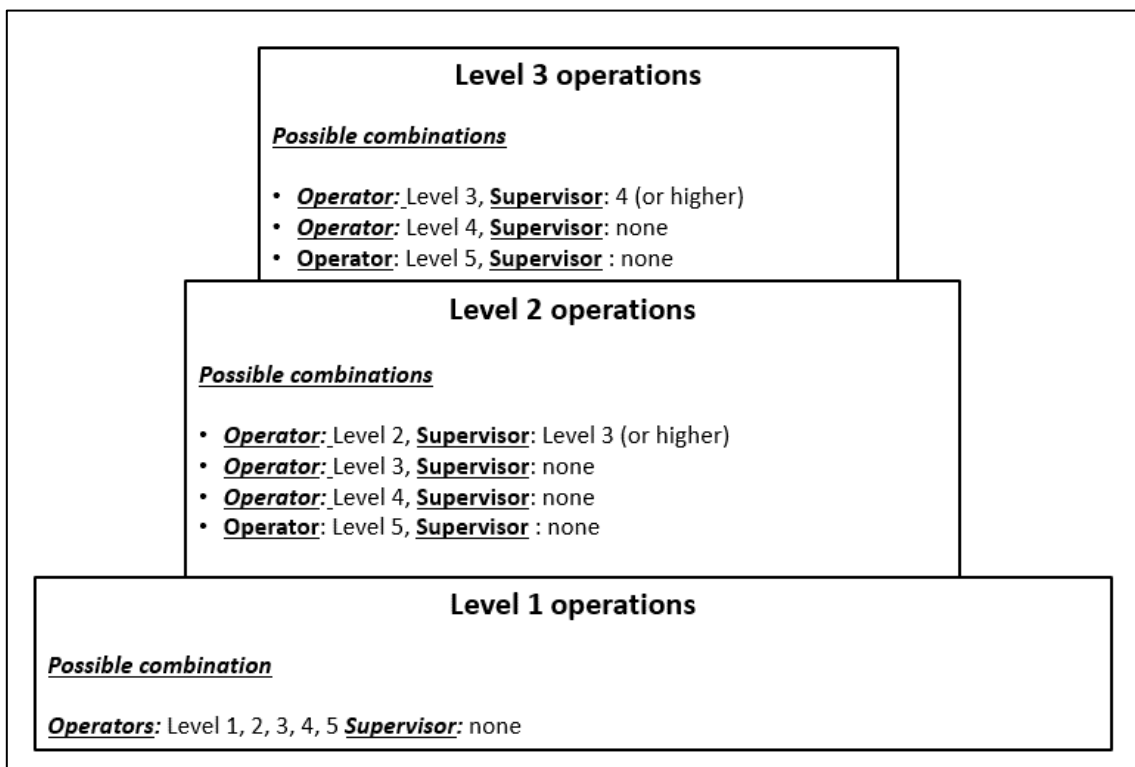 Level 3 operations
Possible combinations
• Operator: Level 3, Supervisor: 4 (or higher)
• Operator: Level 4, Supervisor: none
• Operator: Level 5, Supervisor : none
Level 2 operations
Possible combinations
• Operator: Level 2, Supervisor: Level 3 (or higher)
• Operator: Level 3, Supervisor: none
• Operator: Level 4, Supervisor: none
• Operator: Level 5, Supervisor : none
Level 1 operations
Possible combination
Operators: Level 1, 2, 3, 4, 5 Supervisor: none